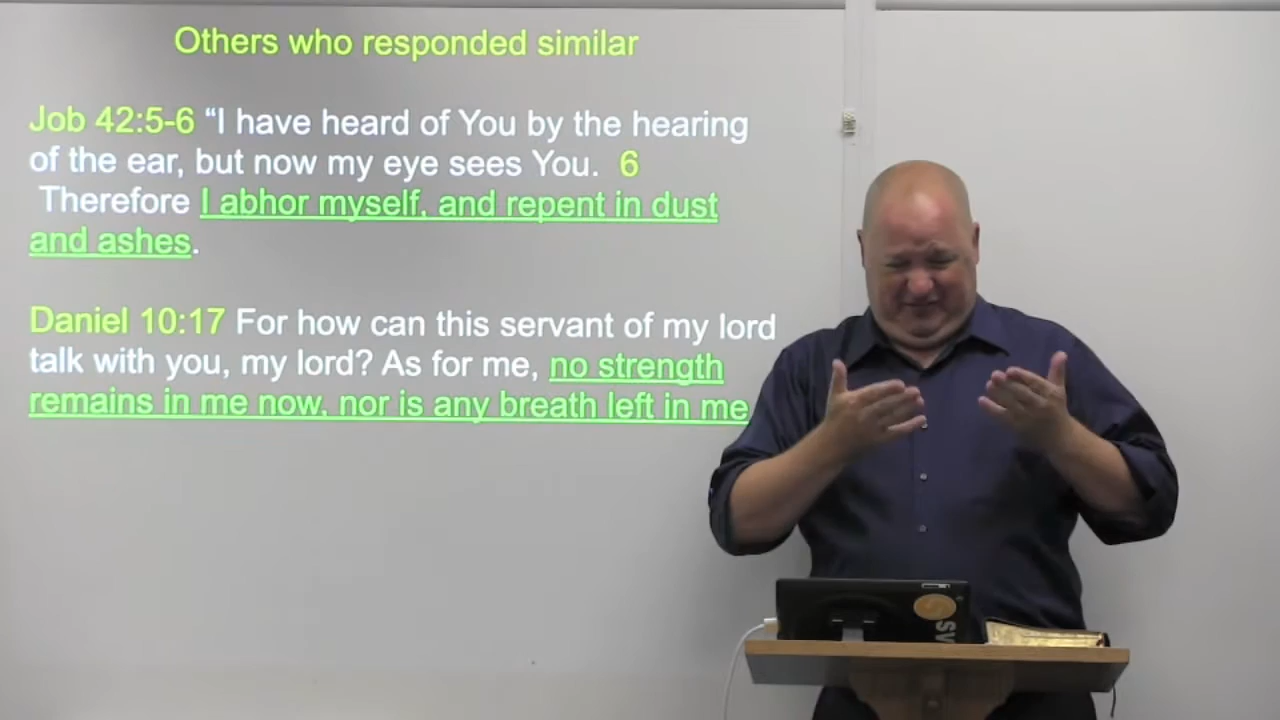 Others who responded similar
Job 42:5-6 “I have heard of You by the hearing
of the ear, but now my eye sees You. 6
Therefore I abhor myself, and repent in dust
and ashes.
Daniel 10:17 For how can this servant of my lord
talk with you, my lord? As for me, no strength
remains in me now, nor is any breath left in me
SV